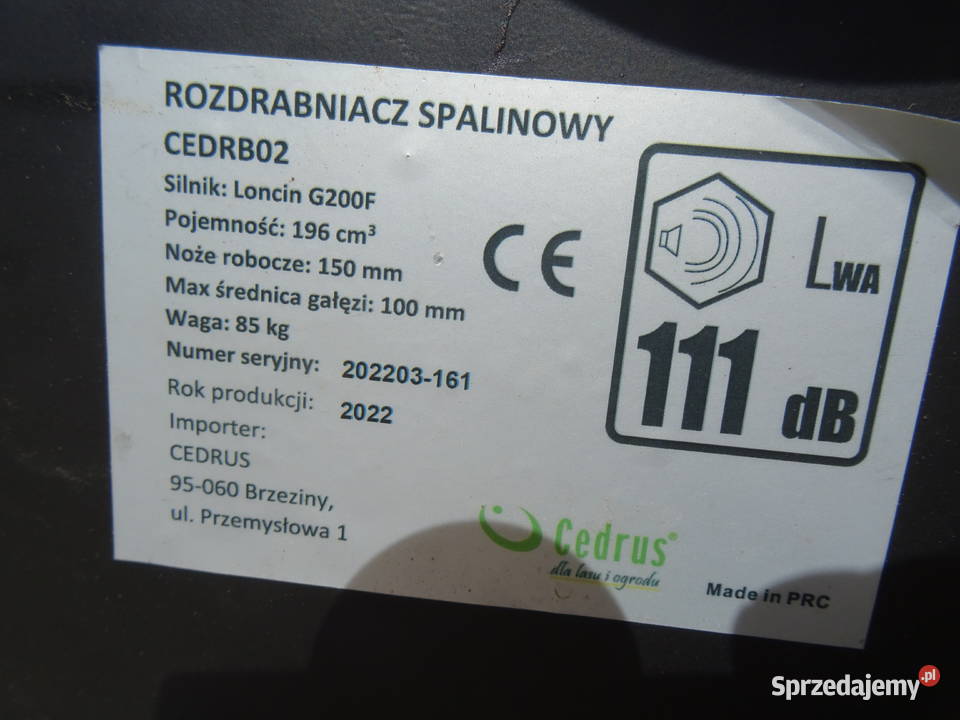 ROZDRABNIACZ SPALINOWY
CEDRB02
Silnik: Loncin G200F
Pojemność: 196 cm³
Noże robocze: 150 mm
Max średnica gałęzi: 100 mm
Waga: 85 kg
Numer seryjny: 202203-161
Rok produkcji: 2022
Importer:
CEDRUS
95-060 Brzeziny,
ul. Przemysłowa 1
CE
LWA
111
dB
Cedrus®
dla lasu i ogrodu
Made in PRC
Sprzedajemy.pl